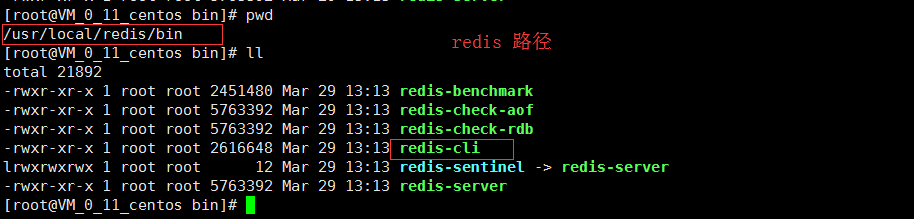 [root@VM_0_11_centos bin]# pwd
/usr/local/redis/bin
redis 路径
[root@VM_0_11_centos bin]# ll
total 21892
-rwxr-xr-x 1 root root 2451480 Mar 29 13:13 redis-benchmark
-rwxr-xr-x 1 root root 5763392 Mar 29 13:13 redis-check-aof
-rwxr-xr-x 1 root root 5763392 Mar 29 13:13 redis-check-rdb
-rwxr-xr-x 1 root root 2616648 Mar 29 13:13 redis-cli
lrwxrwxrwx 1 root root      12 Mar 29 13:13 redis-sentinel -> redis-server
-rwxr-xr-x 1 root root 5763392 Mar 29 13:13 redis-server
[root@VM_0_11_centos bin]#